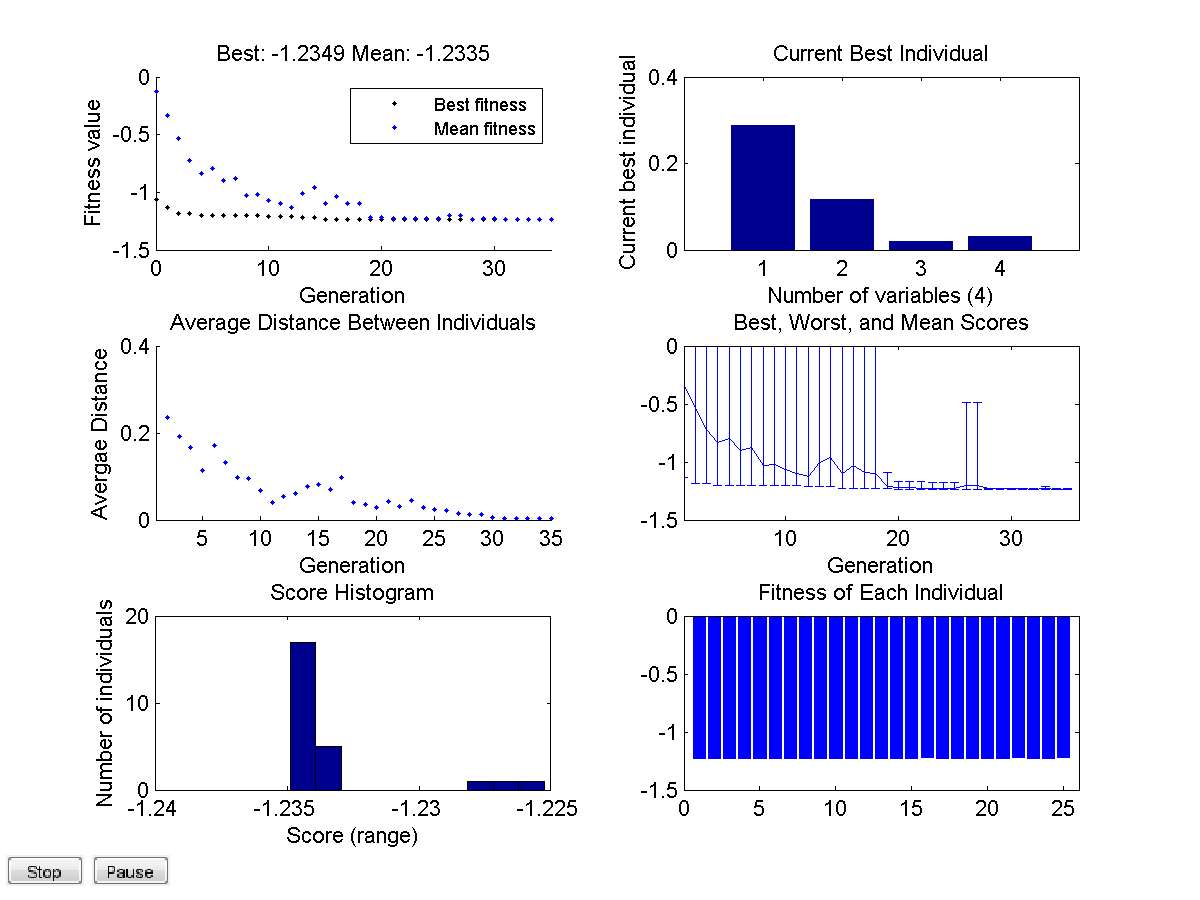 Best: -1.2349 Mean: -1.2335
Fitness value
0
-0.5
-1
-1.5
Best fitness
Mean fitness
0 10 20 30
Generation
Current Best Individual
Current best individual
0.4
0.2
0
1 2 3 4
Number of variables (4)
Average Distance Between Individuals
Avergae Distance
0.4
0.2
0
5 10 15 20 25 30 35
Generation
Best, Worst, and Mean Scores
0
-0.5
-1
-1.5
10 20 30
Generation
Score Histogram
Number of individuals
20
10
0
-1.24 -1.235 -1.23 -1.225
Score (range)
Fitness of Each Individual
0
-0.5
-1
-1.5
0 5 10 15 20 25
Stop Pause